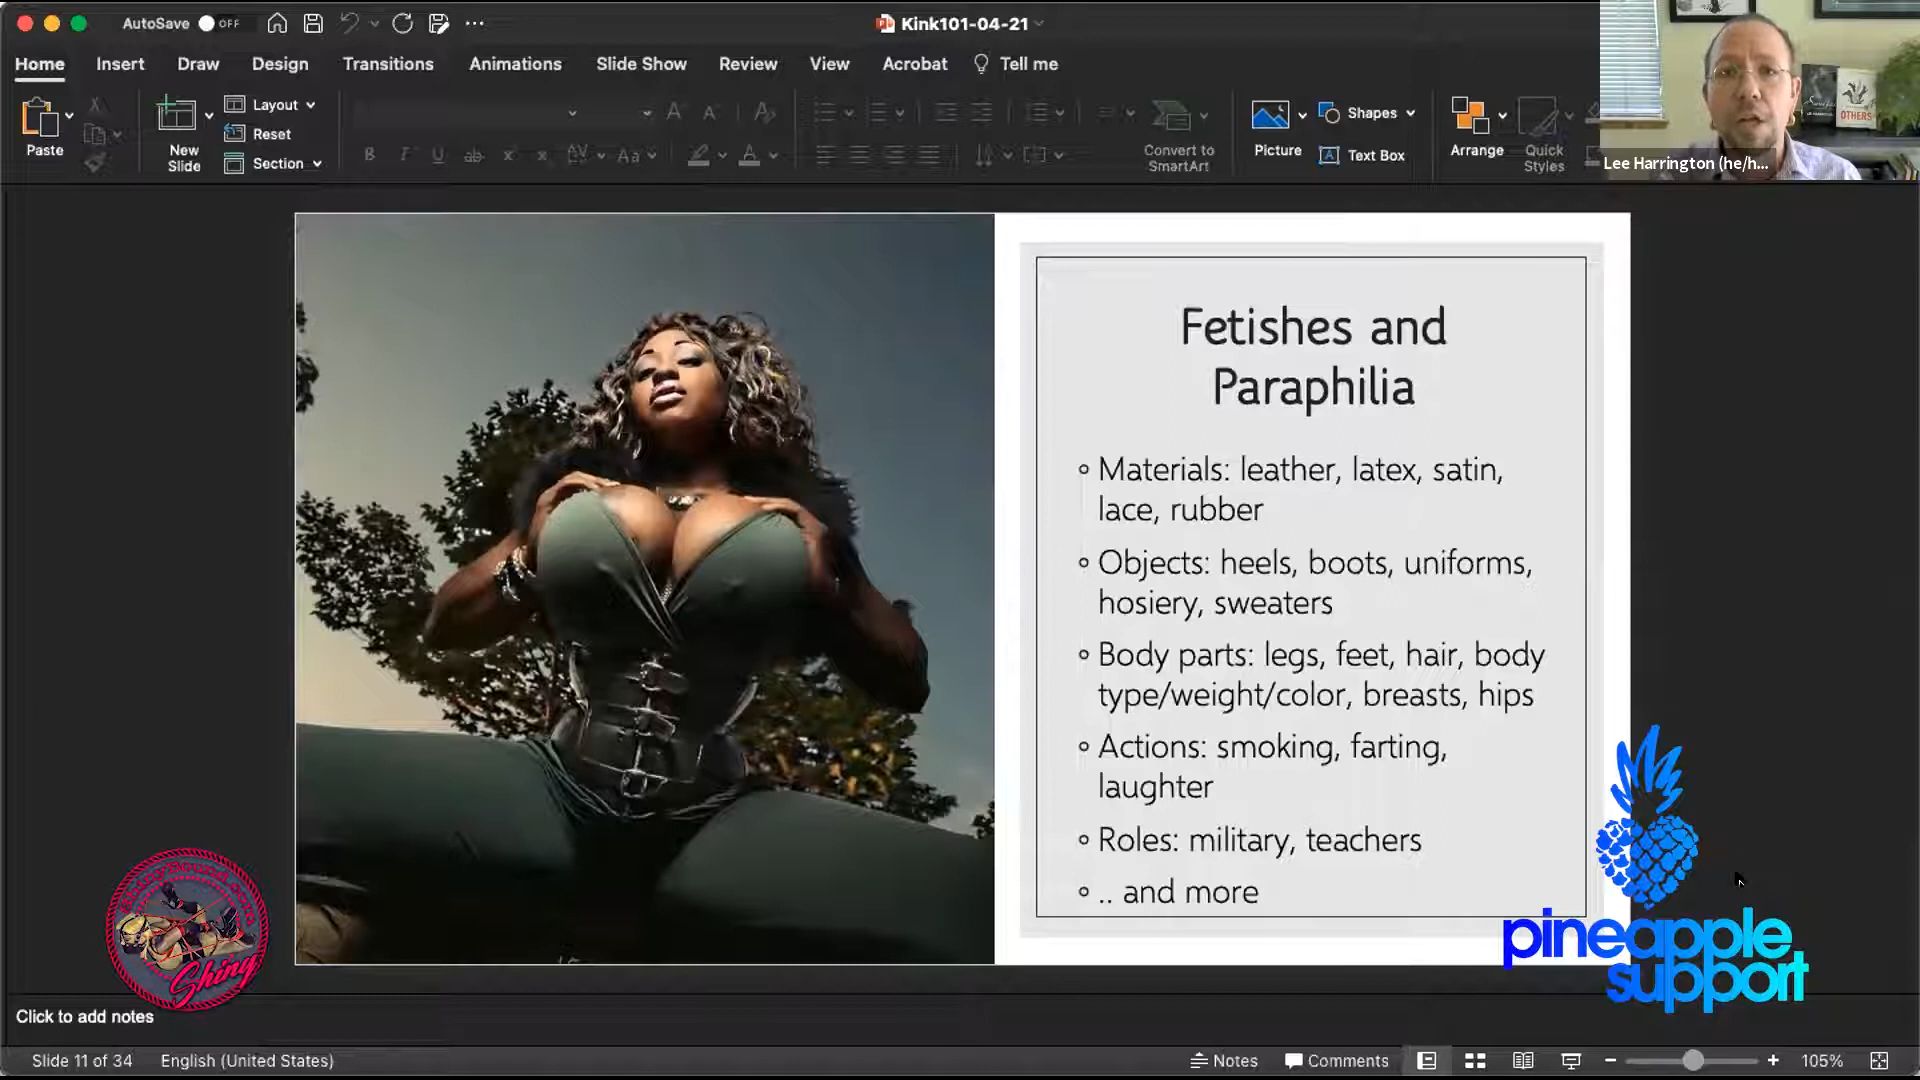 AutoSave OFF
Kink101-04-21
Home Insert Draw Design Transitions Animations Slide Show Review View Acrobat Tell me
Paste
New
Slide
Layout
Reset
Section
B I U ab x x AV Aa A
Convert to
SmartArt
Picture
Shapes
Text Box
Arrange
Quick
Styles
OTHERS
Lee Harrington (he/h...
Fetishes and
Paraphilia
Materials: leather, latex, satin,
lace, rubber
Objects: heels, boots, uniforms,
hosiery, sweaters
Body parts: legs, feet, hair, body
type/weight/color, breasts, hips
Actions: smoking, farting,
laughter
Roles: military, teachers
.. and more
Shiny
pineapple
support
Click to add notes
Slide 11 of 34 English (United States)
Notes Comments 105%